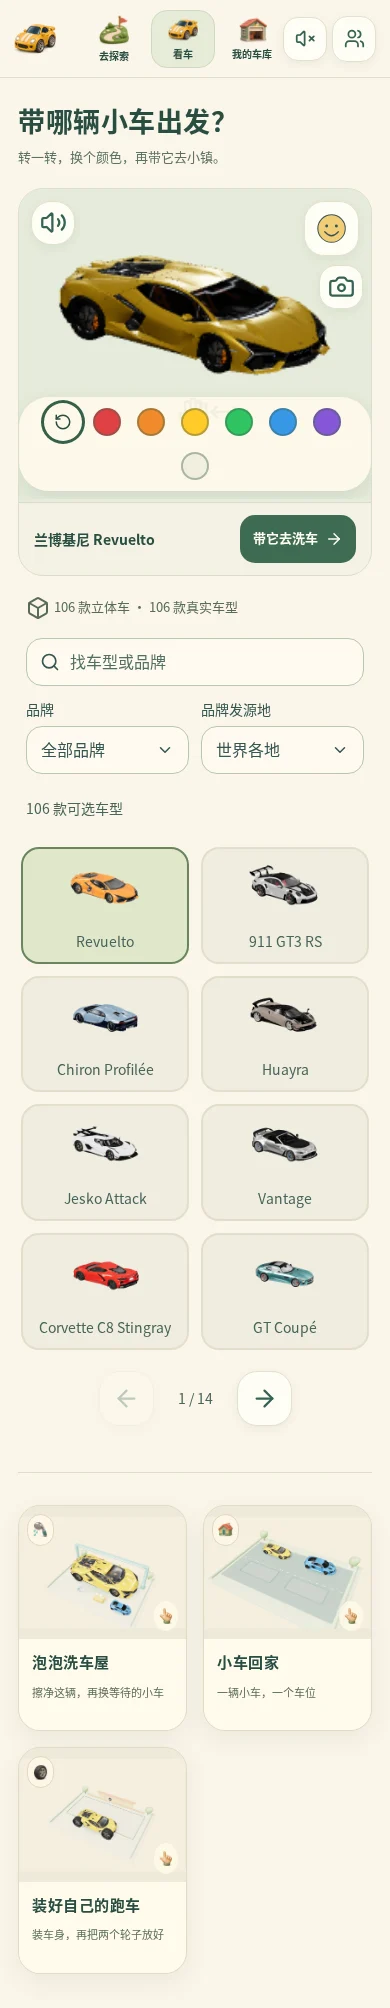 去探索
看车
我的车库
带哪辆小车出发?
转一转，换个颜色，再带它去小镇。
兰博基尼 Revuelto
带它去洗车
106 款立体车 · 106 款真实车型
找车型或品牌
品牌
品牌发源地
全部品牌
世界各地
106 款可选车型
Revuelto
911 GT3 RS
Chiron Profilée
Huayra
Jesko Attack
Vantage
Corvette C8 Stingray
GT Coupé
1 / 14
泡泡洗车屋
擦净这辆，再换等待的小车
小车回家
一辆小车，一个车位
装好自己的跑车
装车身，再把两个轮子放好